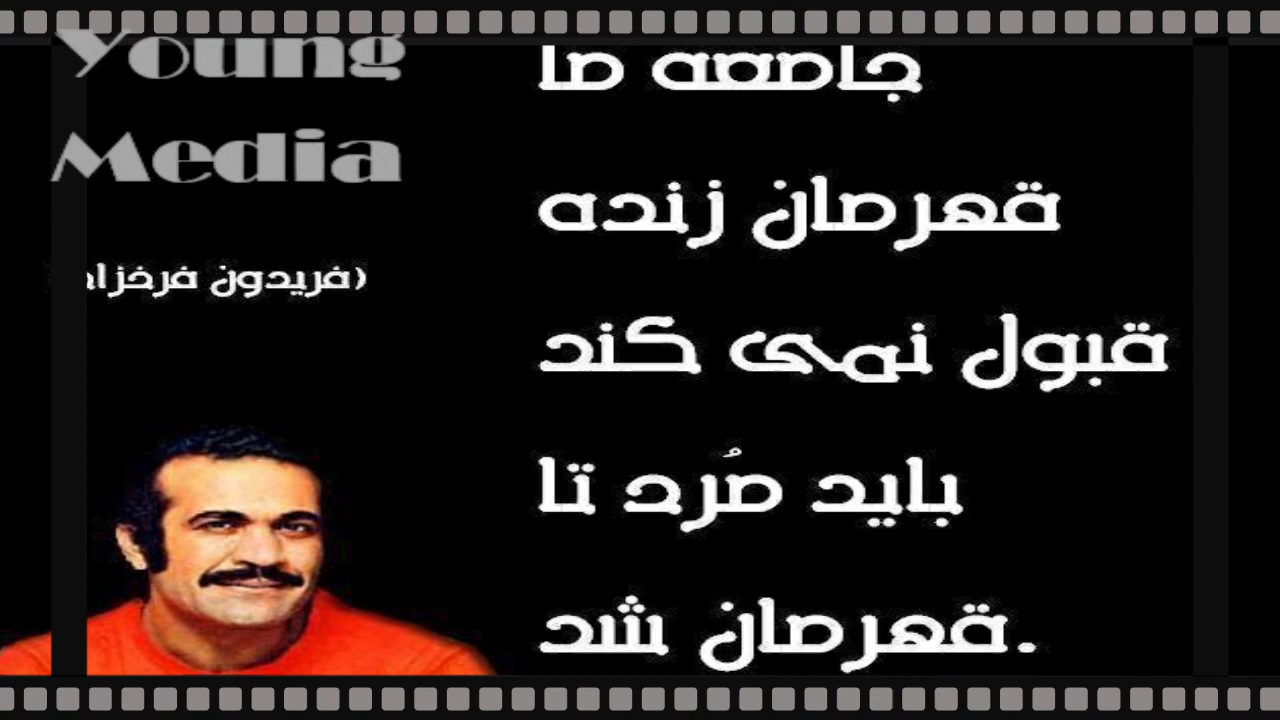 Young
Media
جامعه ما
قهرمان زنده
(فریدون فرخزا
قبول نمی کند
باید مُرد تا
قهرمان شد.